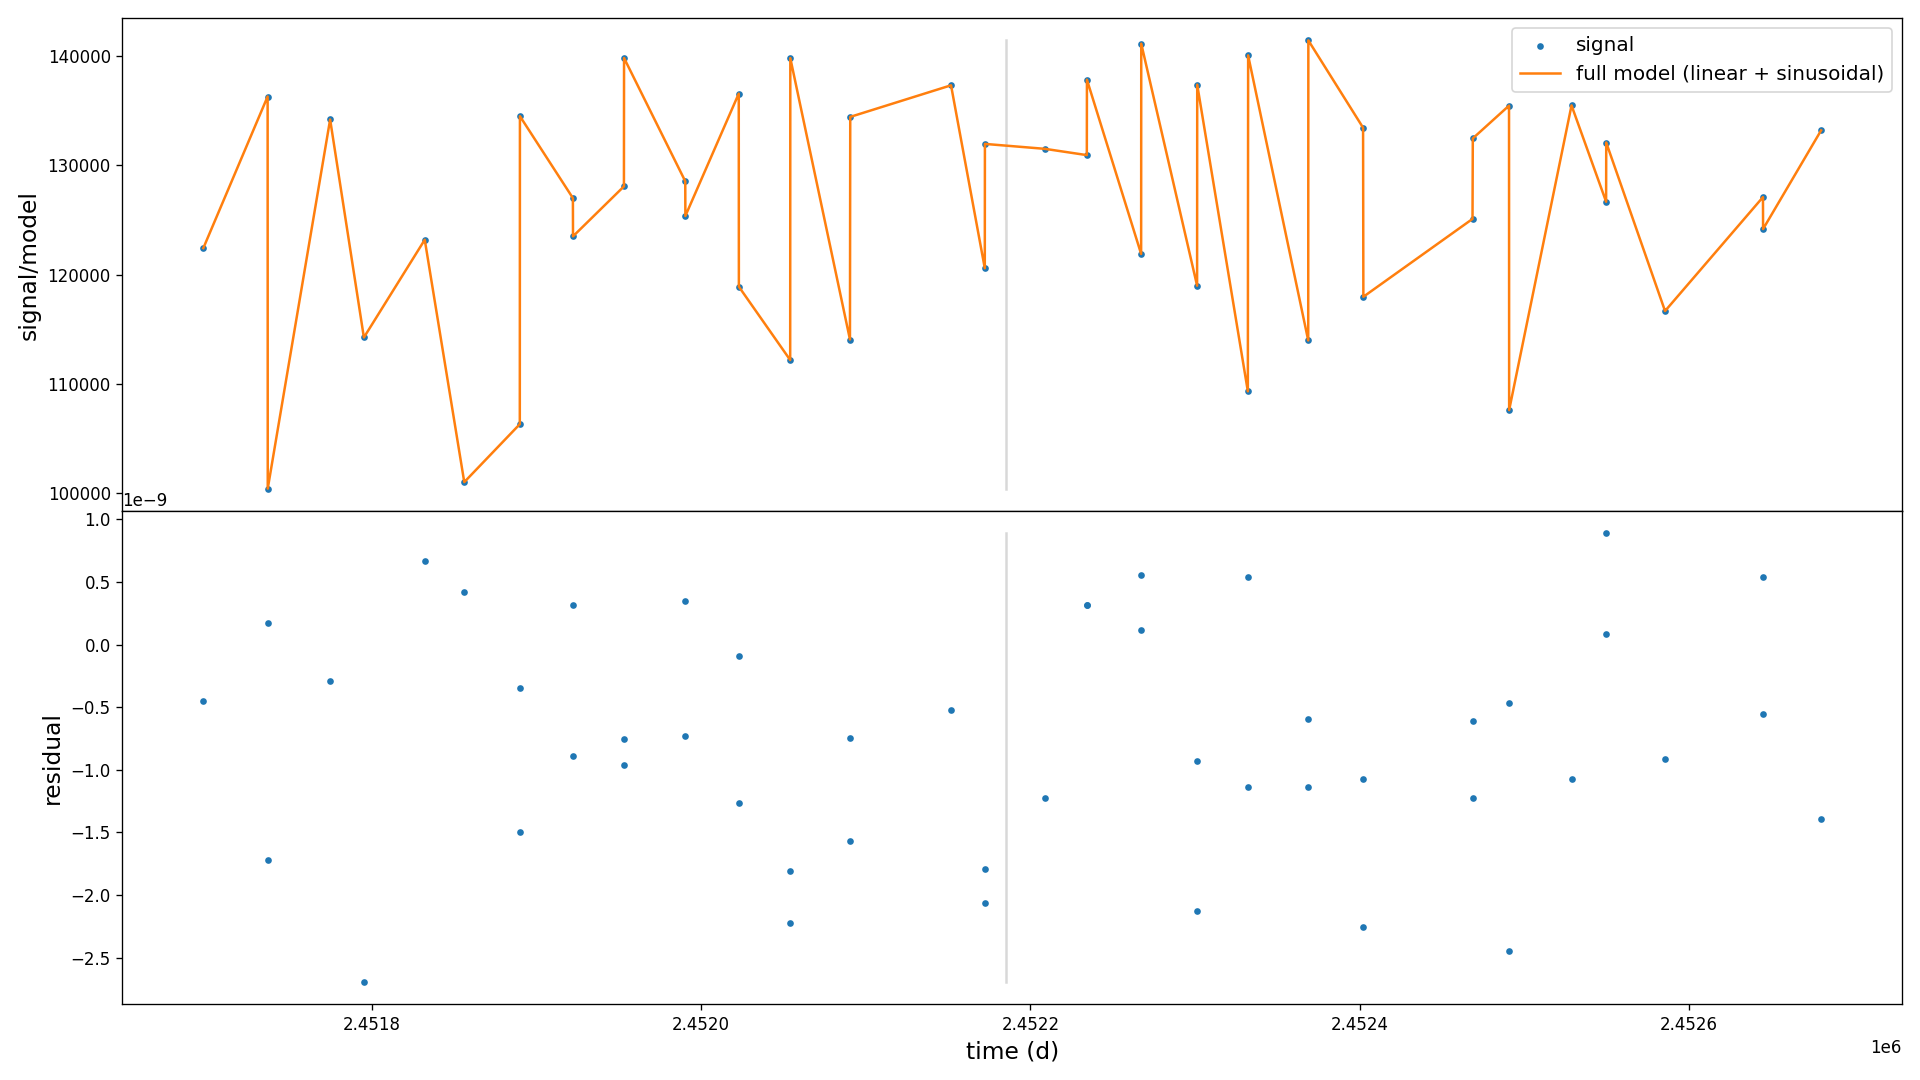 signal
full model (linear + sinusoidal)
140000
130000
120000
110000
100000
signal/model
1e−9
1.0
0.5
0.0
−0.5
−1.0
−1.5
−2.0
−2.5
residual
2.4518
2.4520
2.4522
2.4524
2.4526
1e6
time (d)